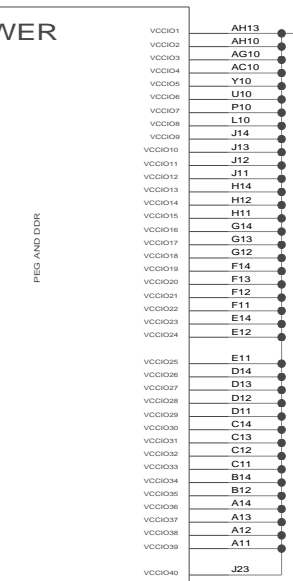 WER
PEG AND DDR
VCCIO1 AH13
VCCIO2 AH10
VCCIO3 AG10
VCCIO4 AC10
VCCIO5 Y10
VCCIO6 U10
VCCIO7 P10
VCCIO8 L10
VCCIO9 J14
VCCIO10 J13
VCCIO11 J12
VCCIO12 J11
VCCIO13 H14
VCCIO14 H12
VCCIO15 H11
VCCIO16 G14
VCCIO17 G13
VCCIO18 G12
VCCIO19 F14
VCCIO20 F13
VCCIO21 F12
VCCIO22 F11
VCCIO23 E14
VCCIO24 E12
VCCIO25 E11
VCCIO26 D14
VCCIO27 D13
VCCIO28 D12
VCCIO29 D11
VCCIO30 C14
VCCIO31 C13
VCCIO32 C12
VCCIO33 C11
VCCIO34 B14
VCCIO35 B12
VCCIO36 A14
VCCIO37 A13
VCCIO38 A12
VCCIO39 A11
VCCIO40 J23